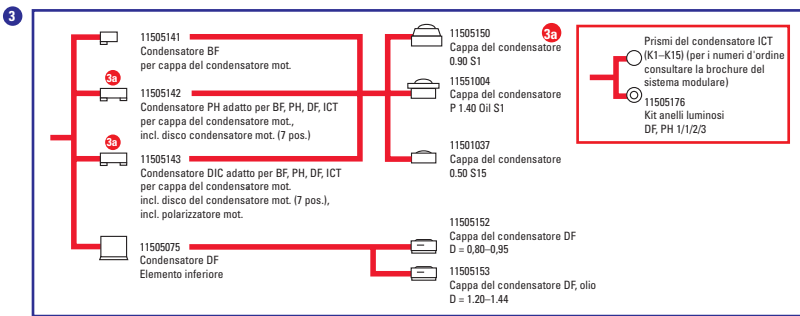 3
11505141
Condensatore BF
per cappa del condensatore mot.
3a
11505142
Condensatore PH adatto per BF, PH, DF, ICT
per cappa del condensatore mot.,
incl. disco condensatore mot. (7 pos.)
3a
11505143
Condensatore DIC adatto per BF, PH, DF, ICT
per cappa del condensatore mot.
incl. disco del condensatore mot. (7 pos.),
incl. polarizzatore mot.
11505075
Condensatore DF
Elemento inferiore
11505150
Cappa del condensatore
0.90 S1
11551004
Cappa del condensatore
P 1.40 Oil S1
11501037
Cappa del condensatore
0.50 S15
11505152
Cappa del condensatore DF
D = 0,80–0,95
11505153
Cappa del condensatore DF, olio
D = 1.20–1.44
3a
Prismi del condensatore ICT
(K1–K15) (per i numeri d'ordine
consultare la brochure del
sistema modulare)
11505176
Kit anelli luminosi
DF, PH 1/1/2/3